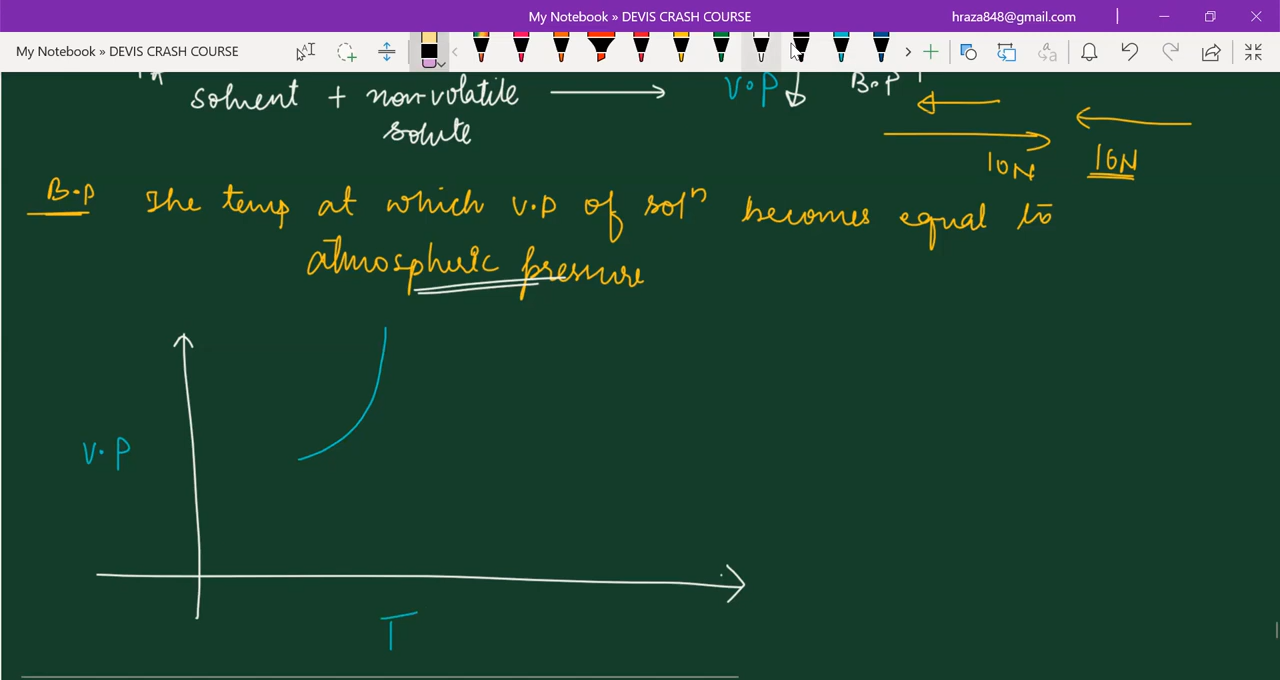 My Notebook » DEVIS CRASH COURSE
hraza848@gmail.com
My Notebook » DEVIS CRASH COURSE
solvent + non volatile ⟶ V.P ↓ B.P
solute
10N 16N
B.P The temp at which v.p of solⁿ becomes equal to
atmospheric pressure
V.P
T